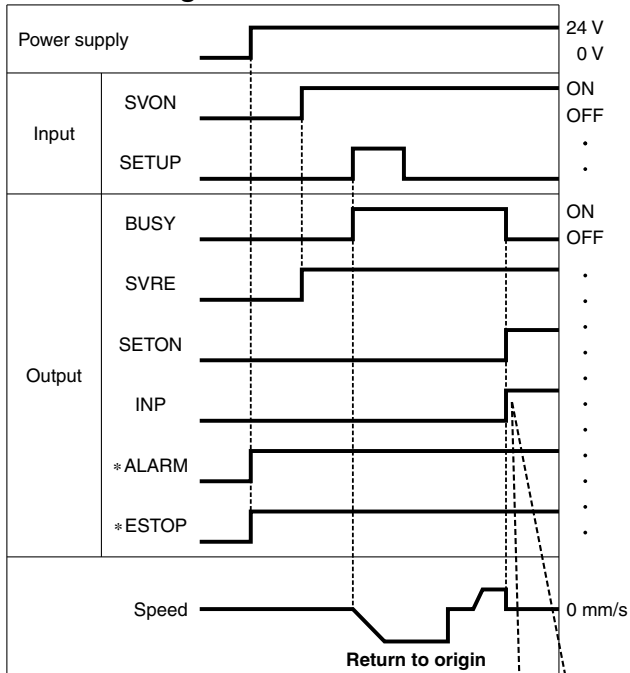 Power supply
24 V
0 V
Input
SVON
ON
OFF
SETUP
Output
BUSY
ON
OFF
SVRE
SETON
INP
∗ALARM
∗ESTOP
Speed
0 mm/s
Return to origin